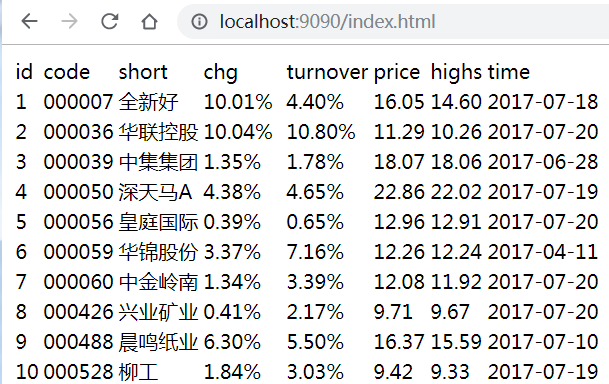 localhost:9090/index.html
id code short chg turnover price highs time
1 000007 全新好 10.01% 4.40% 16.05 14.60 2017-07-18
2 000036 华联控股 10.04% 10.80% 11.29 10.26 2017-07-20
3 000039 中集集团 1.35% 1.78% 18.07 18.06 2017-06-28
4 000050 深天马A 4.38% 4.65% 22.86 22.02 2017-07-19
5 000056 皇庭国际 0.39% 0.65% 12.96 12.91 2017-07-20
6 000059 华锦股份 3.37% 7.16% 12.26 12.24 2017-04-11
7 000060 中金岭南 1.34% 3.39% 12.08 11.92 2017-07-20
8 000426 兴业矿业 0.41% 2.17% 9.71 9.67 2017-07-20
9 000488 晨鸣纸业 6.30% 5.50% 16.37 15.59 2017-07-10
10 000528 柳工 1.84% 3.03% 9.42 9.33 2017-07-19